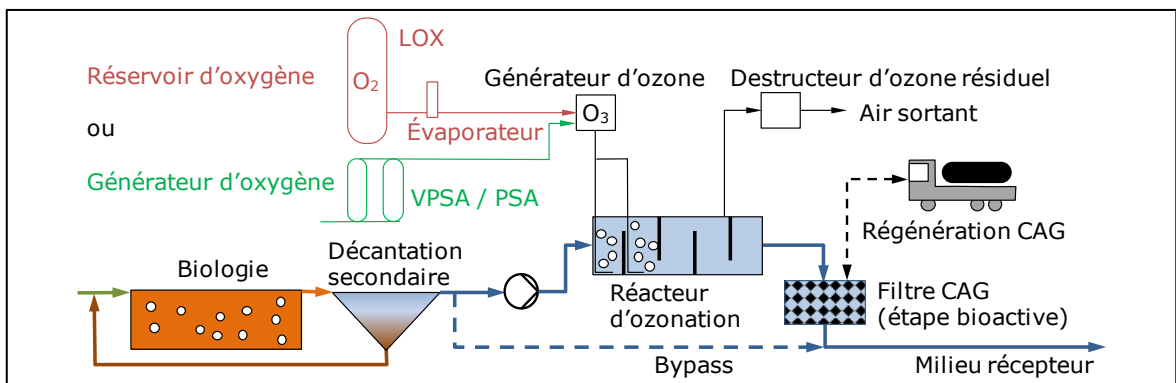 LOX
Réservoir d'oxygène
O2
Générateur d'ozone
Destructeur d'ozone résiduel
O3
Air sortant
ou
Évaporateur
Générateur d'oxygène
VPSA / PSA
Régénération CAG
Décantation
secondaire
Biologie
Réacteur
d'ozonation
Filtre CAG
(étape bioactive)
Bypass
Milieu récepteur